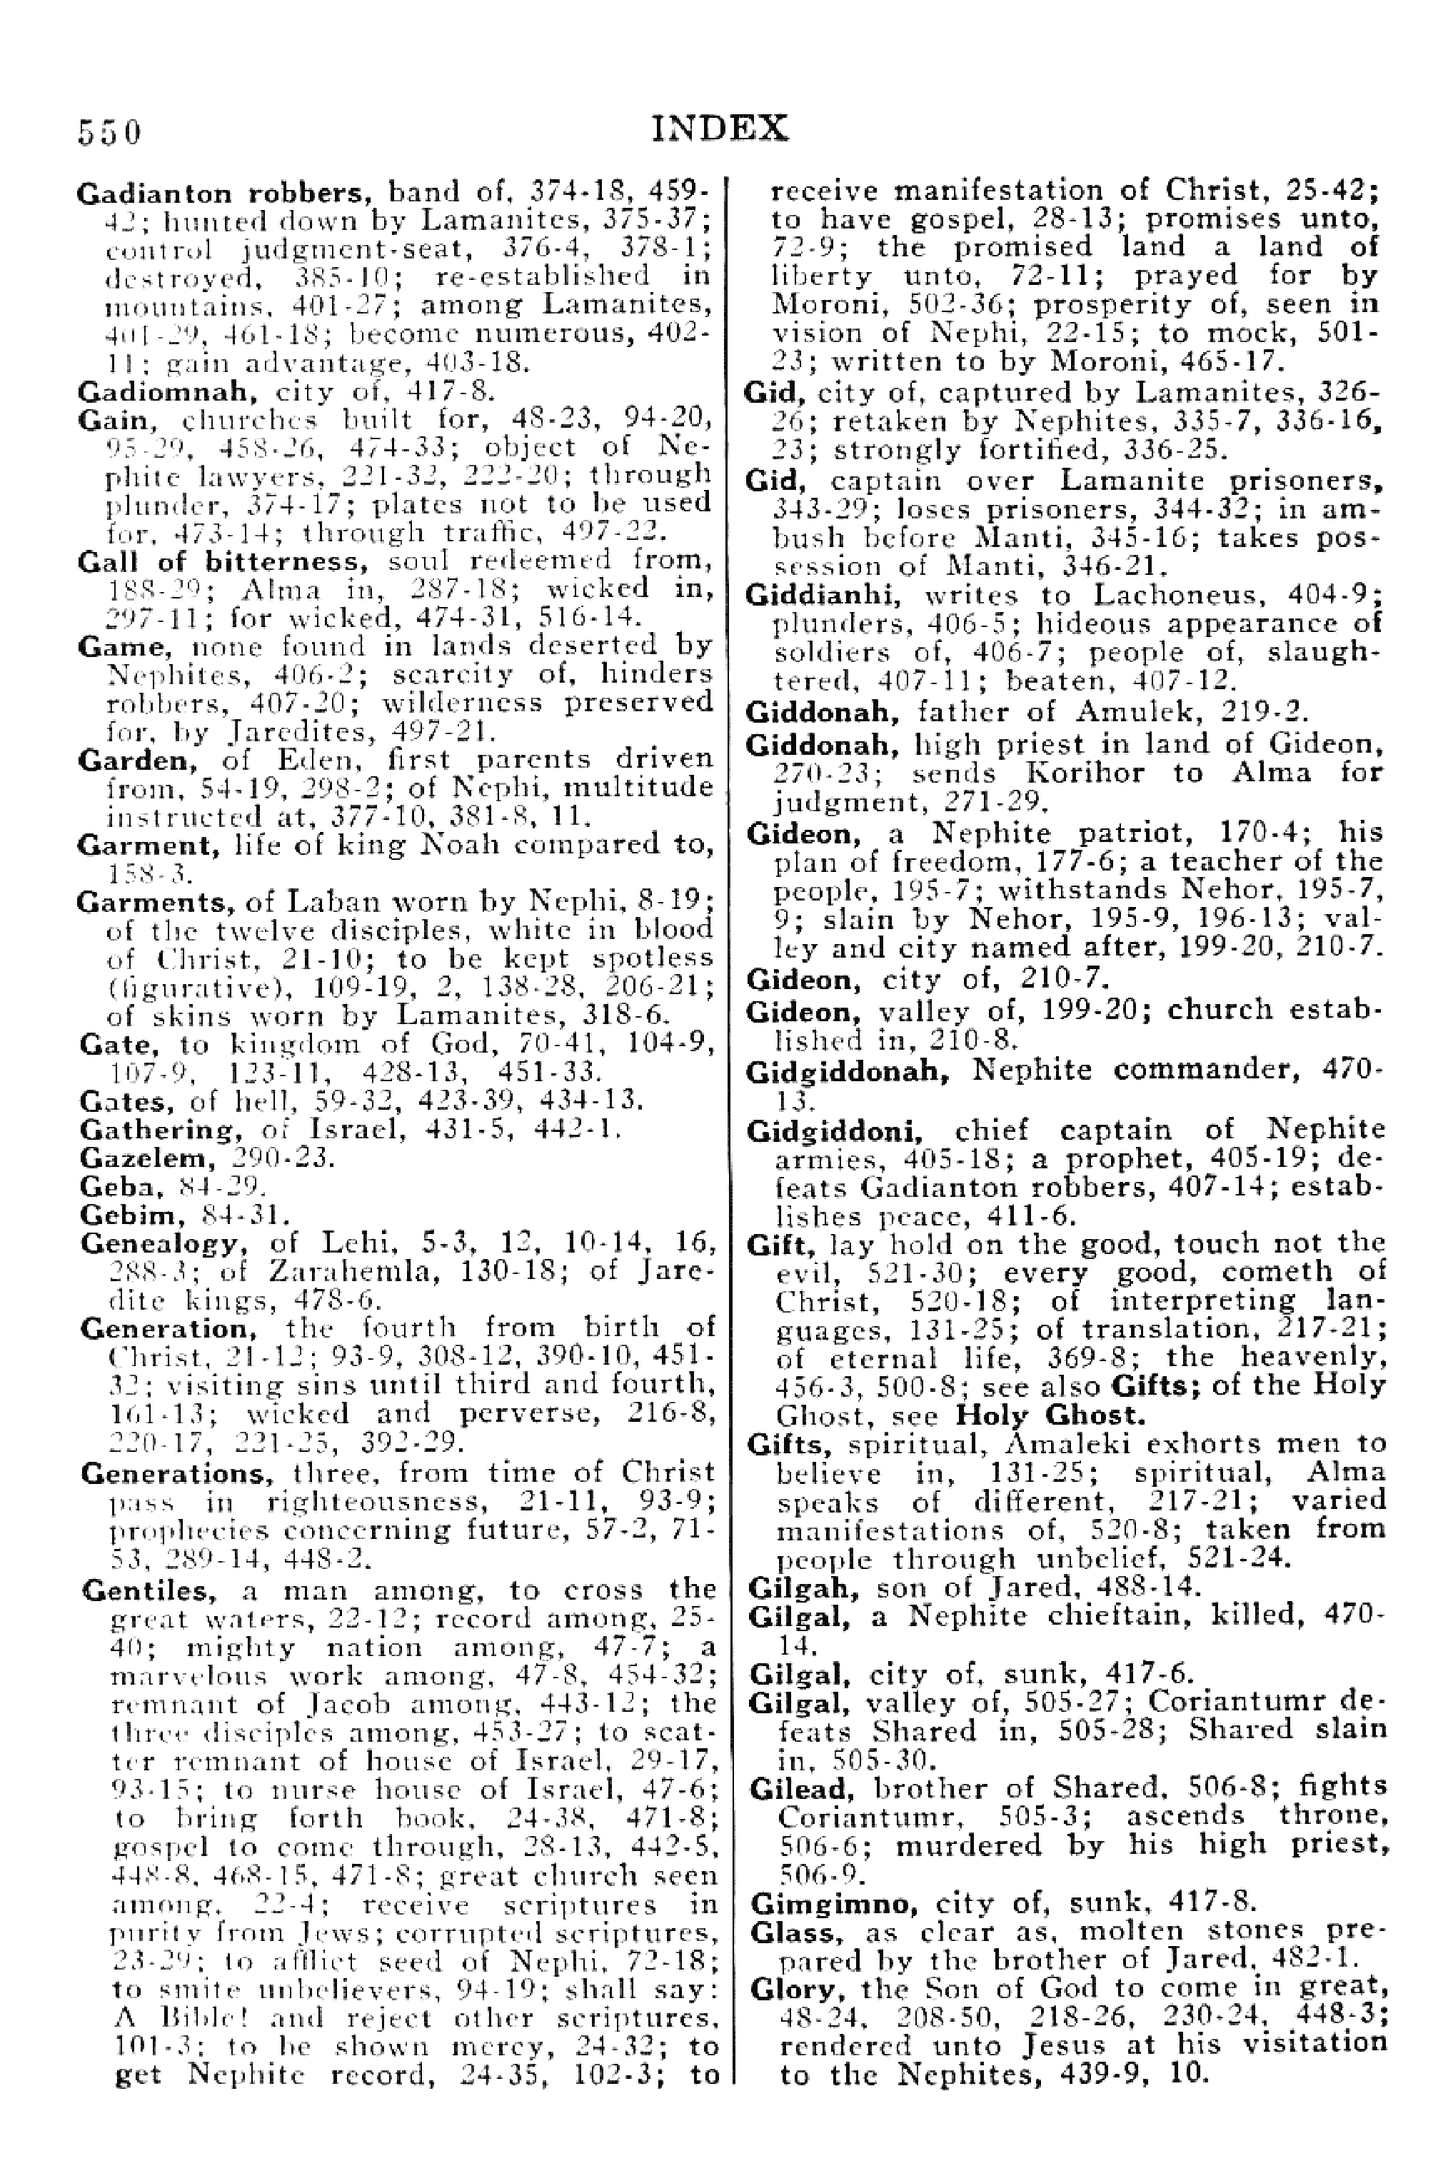 550
INDEX
Gadianton robbers, band of, 374-18, 459-
42; hunted down by Lamanites, 375-37;
control judgment-seat, 376-4, 378-1;
destroyed, 385-10; re-established in
mountains, 401-27; among Lamanites,
401-29, 461-18; become numerous, 402-
11; gain advantage, 403-18.
Gadiomnah, city of, 417-8.
Gain, churches built for, 48-23, 94-20,
95-29, 458-26, 474-33; object of Ne-
phite lawyers, 221-32, 222-20; through
plunder, 374-17; plates not to be used
for, 473-14; through traffic, 497-22.
Gall of bitterness, soul redeemed from,
188-29; Alma in, 287-18; wicked in,
297-11; for wicked, 474-31, 516-14.
Game, none found in lands deserted by
Nephites, 406-2; scarcity of, hinders
robbers, 407-20; wilderness preserved
for, by Jaredites, 497-21.
Garden, of Eden, first parents driven
from, 54-19, 298-2; of Nephi, multitude
instructed at, 377-10, 381-8, 11.
Garment, life of king Noah compared to,
158-3.
Garments, of Laban worn by Nephi, 8-19;
of the twelve disciples, white in blood
of Christ, 21-10; to be kept spotless
(figurative), 109-19, 2, 138-28, 206-21;
of skins worn by Lamanites, 318-6.
Gate, to kingdom of God, 70-41, 104-9,
107-9, 123-11, 428-13, 451-33.
Gates, of hell, 59-32, 423-39, 434-13.
Gathering, of Israel, 431-5, 442-1.
Gazelem, 290-23.
Geba, 84-29.
Gebim, 84-31.
Genealogy, of Lehi, 5-3, 12, 10-14, 16,
288-3; of Zarahemla, 130-18; of Jare-
dite kings, 478-6.
Generation, the fourth from birth of
Christ, 21-12; 93-9, 308-12, 390-10, 451-
32; visiting sins until third and fourth,
161-13; wicked and perverse, 216-8,
220-17, 221-25, 392-29.
Generations, three, from time of Christ
pass in righteousness, 21-11, 93-9;
prophecies concerning future, 57-2, 71-
53, 289-14, 448-2.
Gentiles, a man among, to cross the
great waters, 22-12; record among, 25-
40; mighty nation among, 47-7; a
marvelous work among, 47-8, 454-32;
remnant of Jacob among, 443-12; the
three disciples among, 453-27; to scat-
ter remnant of house of Israel, 29-17,
93-15; to nurse house of Israel, 47-6;
to bring forth book, 24-38, 471-8;
gospel to come through, 28-13, 442-5,
448-8, 468-15, 471-8; great church seen
among, 22-4; receive scriptures in
purity from Jews; corrupted scriptures,
23-29; to afflict seed of Nephi, 72-18;
to smite unbelievers, 94-19; shall say:
A Bible! and reject other scriptures,
101-3; to be shown mercy, 24-32; to
get Nephite record, 24-35, 102-3; to
receive manifestation of Christ, 25-42;
to have gospel, 28-13; promises unto,
72-9; the promised land a land of
liberty unto, 72-11; prayed for by
Moroni, 502-36; prosperity of, seen in
vision of Nephi, 22-15; to mock, 501-
23; written to by Moroni, 465-17.
Gid, city of, captured by Lamanites, 326-
26; retaken by Nephites, 335-7, 336-16,
23; strongly fortified, 336-25.
Gid, captain over Lamanite prisoners,
343-29; loses prisoners, 344-32; in am-
bush before Manti, 345-16; takes pos-
session of Manti, 346-21.
Giddianhi, writes to Lachoneus, 404-9;
plunders, 406-5; hideous appearance of
soldiers of, 406-7; people of, slaugh-
tered, 407-11; beaten, 407-12.
Giddonah, father of Amulek, 219-2.
Giddonah, high priest in land of Gideon,
270-23; sends Korihor to Alma for
judgment, 271-29.
Gideon, a Nephite patriot, 170-4; his
plan of freedom, 177-6; a teacher of the
people, 195-7; withstands Nehor, 195-7,
9; slain by Nehor, 195-9, 196-13; val-
ley and city named after, 199-20, 210-7.
Gideon, city of, 210-7.
Gideon, valley of, 199-20; church estab-
lished in, 210-8.
Gidgiddonah, Nephite commander, 470-
13.
Gidgiddoni, chief captain of Nephite
armies, 405-18; a prophet, 405-19; de-
feats Gadianton robbers, 407-14; estab-
lishes peace, 411-6.
Gift, lay hold on the good, touch not the
evil, 521-30; every good, cometh of
Christ, 520-18; of interpreting lan-
guages, 131-25; of translation, 217-21;
of eternal life, 369-8; the heavenly,
456-3, 500-8; see also Gifts; of the Holy
Ghost, see Holy Ghost.
Gifts, spiritual, Amaleki exhorts men to
believe in, 131-25; spiritual, Alma
speaks of different, 217-21; varied
manifestations of, 520-8; taken from
people through unbelief, 521-24.
Gilgah, son of Jared, 488-14.
Gilgal, a Nephite chieftain, killed, 470-
14.
Gilgal, city of, sunk, 417-6.
Gilgal, valley of, 505-27; Coriantumr de-
feats Shared in, 505-28; Shared slain
in, 505-30.
Gilead, brother of Shared, 506-8; fights
Coriantumr, 505-3; ascends throne,
506-6; murdered by his high priest,
506-9.
Gimgimno, city of, sunk, 417-8.
Glass, as clear as, molten stones pre-
pared by the brother of Jared, 482-1.
Glory, the Son of God to come in great,
48-24, 208-50, 218-26, 230-24, 448-3;
rendered unto Jesus at his visitation
to the Nephites, 439-9, 10.